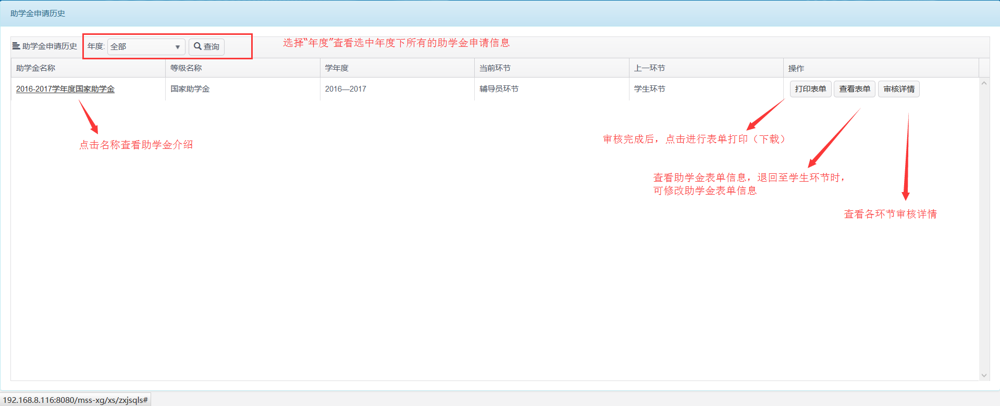 助学金申请历史
助学金申请历史 年度: 全部 查询 选择“年度”查看选中年度下所有的助学金申请信息
助学金名称 等级名称 学年度 当前环节 上一环节 操作
2016-2017学年度国家助学金 国家助学金 2016—2017 辅导员环节 学生环节 打印表单 查看表单 审核详情
点击名称查看助学金介绍
审核完成后，点击进行表单打印（下载）
查看助学金表单信息，退回至学生环节时，
可修改助学金表单信息
查看各环节审核详情
192.168.8.116:8080/mss-xg/xs/zxjsqls#